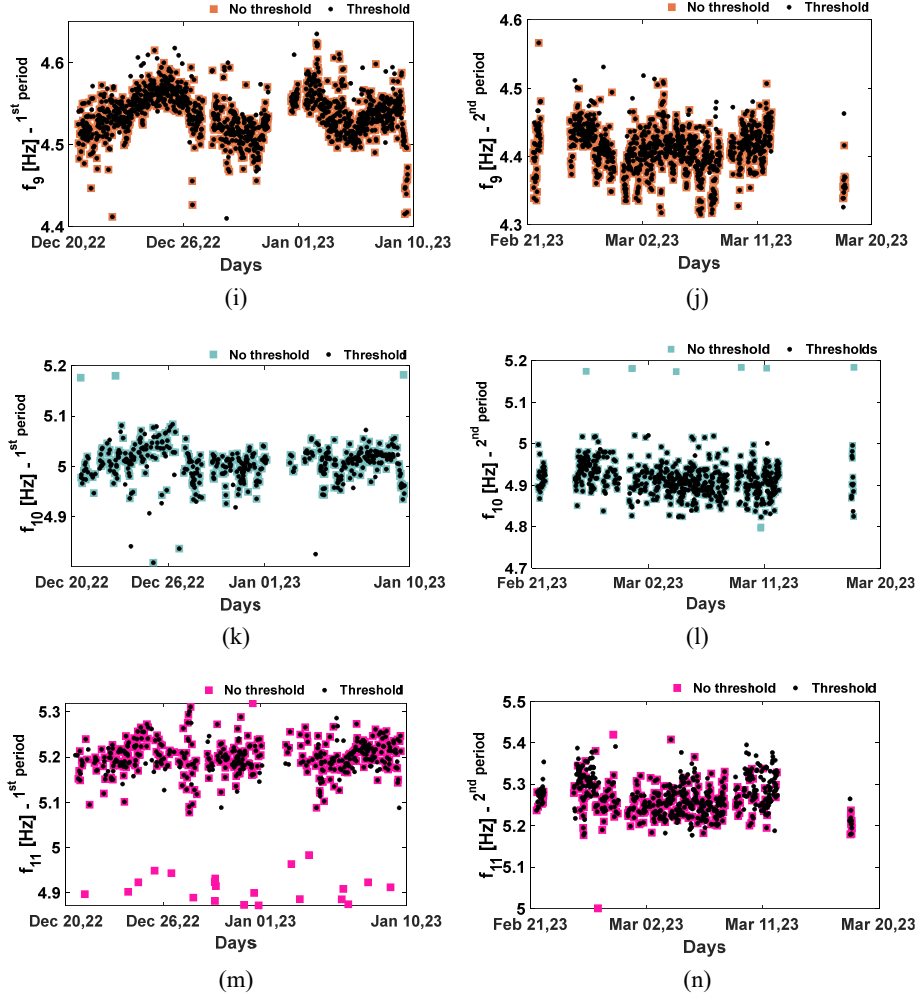 No threshold Threshold
4.6
4.5
4.4
f9 [Hz] - 1st period
Dec 20,22 Dec 26,22 Jan 01,23 Jan 10.,23
Days
(i)
No threshold Threshold
4.6
4.5
4.4
4.3
f9 [Hz] - 2nd period
Feb 21,23 Mar 02,23 Mar 11,23 Mar 20,23
Days
(j)
No threshold Threshold
5.2
5.1
5
4.9
f10 [Hz] - 1st period
Dec 20,22 Dec 26,22 Jan 01,23 Jan 10,23
Days
(k)
No threshold Thresholds
5.2
5.1
5
4.9
4.8
4.7
f10 [Hz] - 2nd period
Feb 21,23 Mar 02,23 Mar 11,23 Mar 20,23
Days
(l)
No threshold Threshold
5.3
5.2
5.1
5
4.9
f11 [Hz] - 1st period
Dec 20,22 Dec 26,22 Jan 01,23 Jan 10,23
Days
(m)
No threshold Threshold
5.5
5.4
5.3
5.2
5.1
5
f11 [Hz] - 2nd period
Feb 21,23 Mar 02,23 Mar 11,23 Mar 20,23
Days
(n)